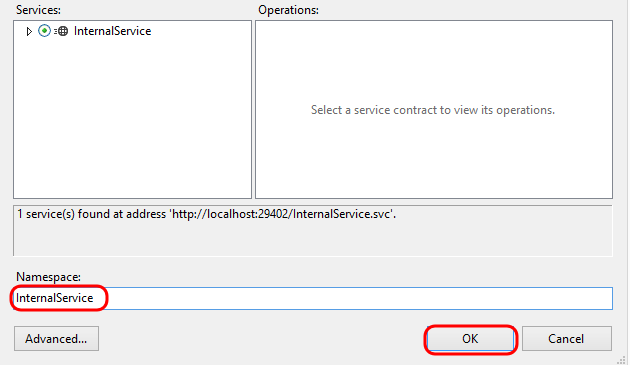 Services:
Operations:
InternalService
Select a service contract to view its operations.
1 service(s) found at address 'http://localhost:29402/InternalService.svc'.
Namespace:
InternalService
Advanced...
OK
Cancel